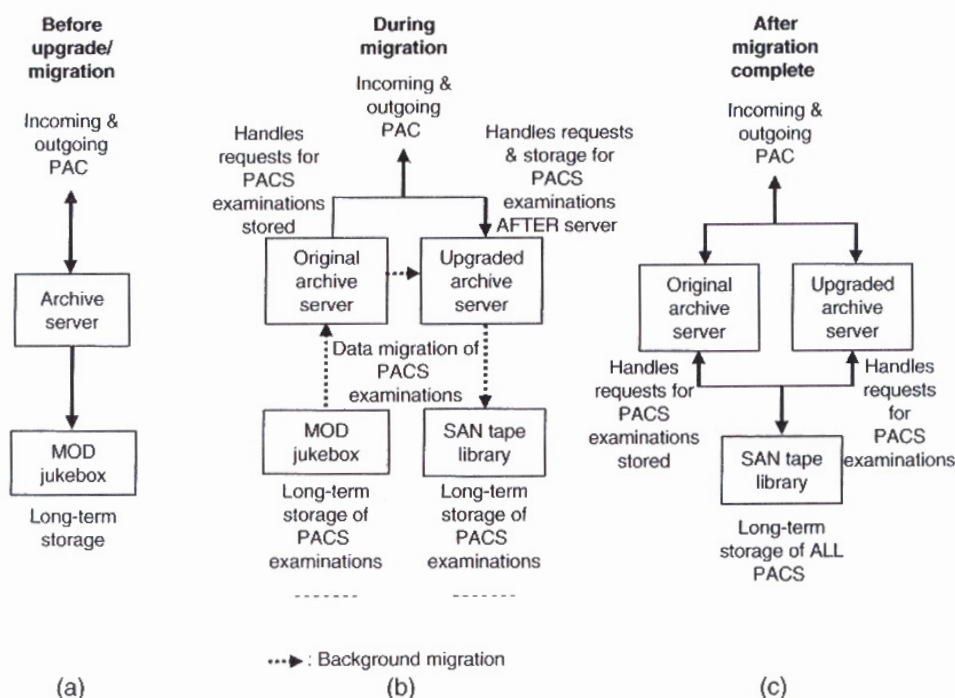 Before
upgrade/
migration
Incoming &
outgoing
PAC
Archive
server
MOD
jukebox
Long-term
storage
(a)
During
migration
Incoming &
outgoing
PAC
Handles
requests for
PACS
examinations
stored
Handles requests
& storage for
PACS
examinations
AFTER server
Original
archive
server
Upgraded
archive
server
Data migration of
PACS
examinations
MOD
jukebox
SAN tape
library
Long-term
storage of
PACS
examinations
Long-term
storage of
PACS
examinations
: Background migration
(b)
After
migration
complete
Incoming &
outgoing
PAC
Original
archive
server
Upgraded
archive
server
Handles
requests for
PACS
examinations
stored
Handles
requests
for
PACS
examinations
SAN tape
library
Long-term
storage of ALL
PACS
(c)